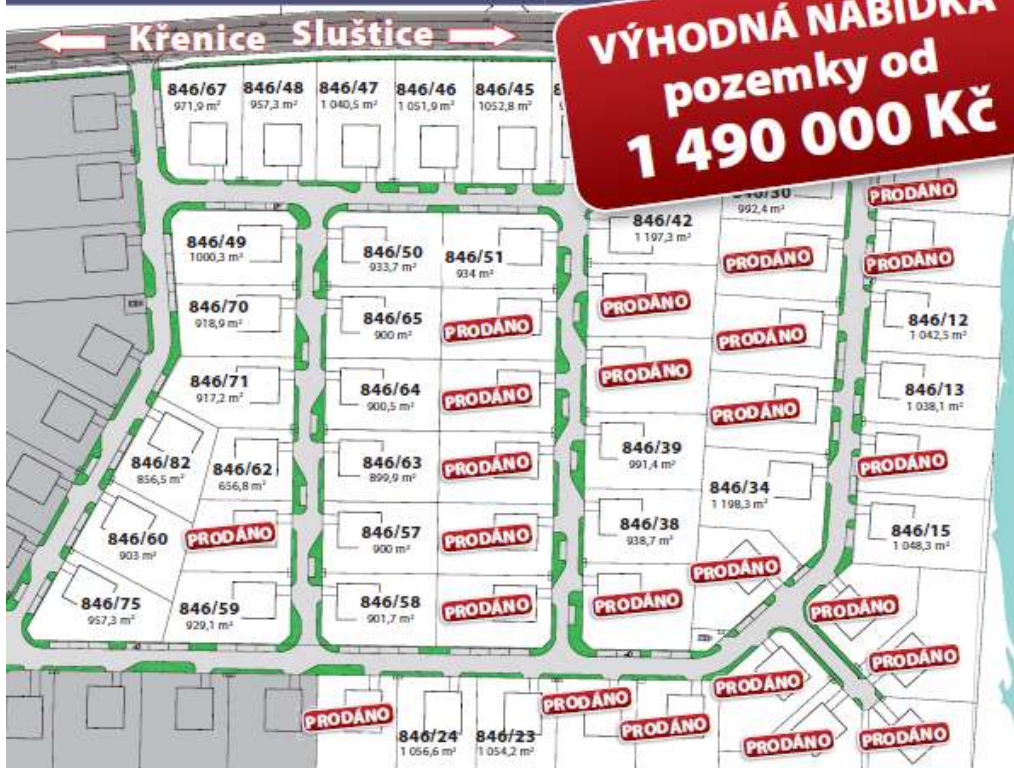 Křenice Sluštice
VÝHODNÁ NABÍDKA
pozemky od
1 490 000 Kč
846/67
971,9 m²
846/48
957,3 m²
846/47
1 040,5 m²
846/46
1 051,9 m²
846/45
1052,8 m²
992,4 m²
PRODÁNO
846/49
1000,3 m²
846/50
933,7 m²
846/51
934 m²
846/42
1 197,3 m²
PRODÁNO
PRODÁNO
846/70
918,9 m²
846/65
900 m²
PRODÁNO
PRODÁNO
PRODÁNO
846/12
1 042,5 m²
846/71
917,2 m²
846/64
900,5 m²
PRODÁNO
PRODÁNO
PRODÁNO
846/13
1 038,1 m²
846/82
856,5 m²
846/62
656,8 m²
846/63
899,9 m²
PRODÁNO
846/39
991,4 m²
846/34
1 198,3 m²
PRODÁNO
846/60
903 m²
PRODÁNO
846/57
900 m²
PRODÁNO
846/38
938,7 m²
846/15
1 048,3 m²
PRODÁNO
846/75
957,3 m²
846/59
929,1 m²
846/58
901,7 m²
PRODÁNO
PRODÁNO
PRODÁNO
PRODÁNO
PRODÁNO
PRODÁNO
846/24
1 056,6 m²
846/23
1 054,2 m²
PRODÁNO
PRODÁNO
PRODÁNO
PRODÁNO